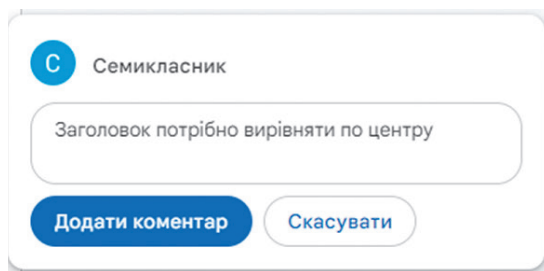 С Семикласник
Заголовок потрібно вирівняти по центру
Додати коментар Скасувати